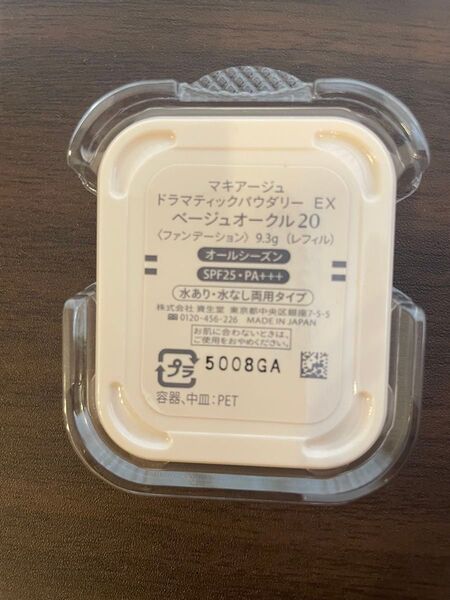 マキアージュ
ドラマティックパウダリー EX
ベージュオークル20
〈ファンデーション〉 9.3g (レフィル)
オールシーズン
SPF25・PA+++
水あり・水なし両用タイプ
株式会社 資生堂 東京都中央区銀座7-5-5
0120-456-226 MADE IN JAPAN
お肌に合わないときは、
ご使用をおやめください。
プラ 5008GA
容器、中皿:PET